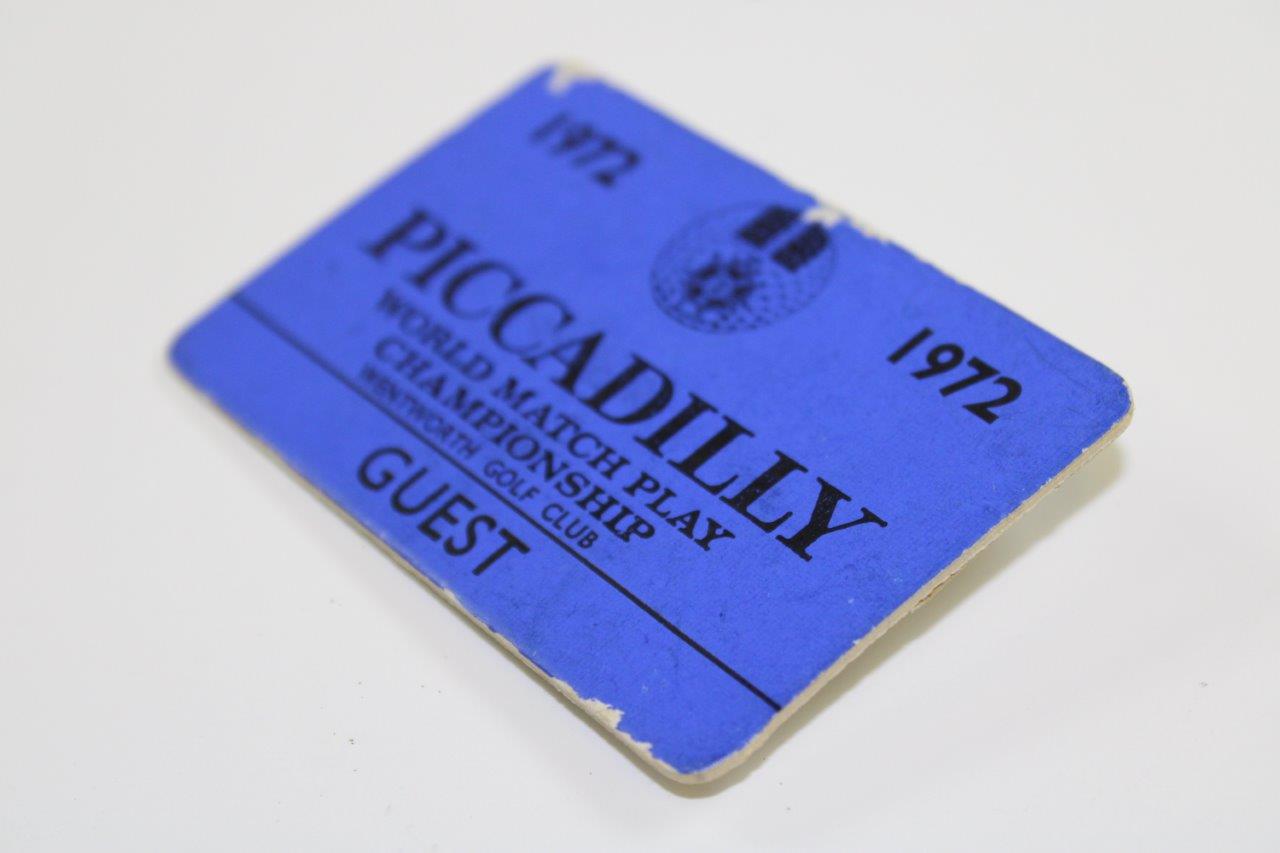 1972 1972
PICCADILLY
WORLD MATCH PLAY
CHAMPIONSHIP
WENTWORTH GOLF CLUB
GUEST